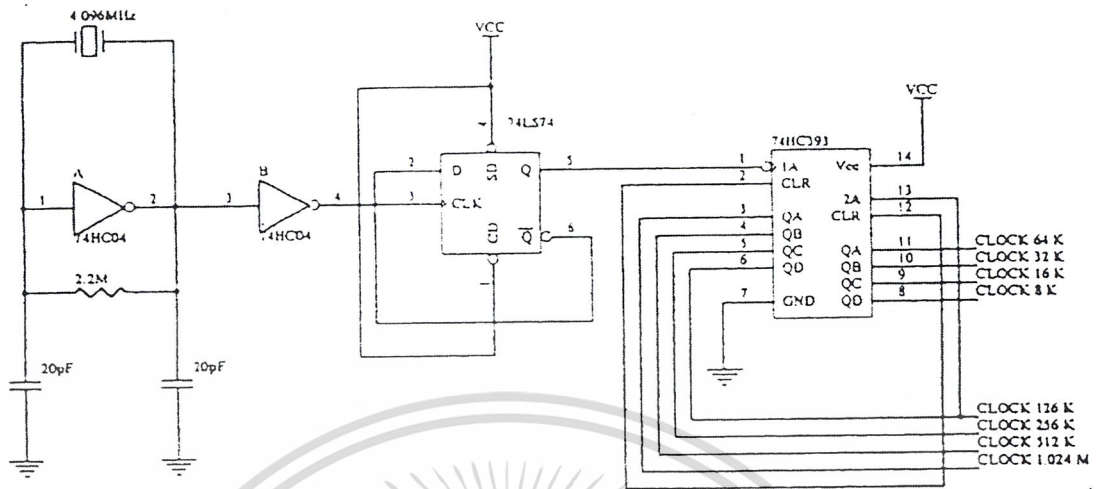 4.096MHz
VCC
VCC
74LS74
74HC393
A
B
1
2
3
4
74HC04
74HC04
2.2M
20pF
20pF
4
2
3
D
SD
Q
CLK
CD
Q
5
6
1
1
2
3
4
5
6
7
1A
CLR
QA
QB
QC
QD
GND
Vcc
2A
CLR
QA
QB
QC
QD
14
13
12
11
10
9
8
CLOCK 64 K
CLOCK 32 K
CLOCK 16 K
CLOCK 8 K
CLOCK 126 K
CLOCK 256 K
CLOCK 512 K
CLOCK 1.024 M